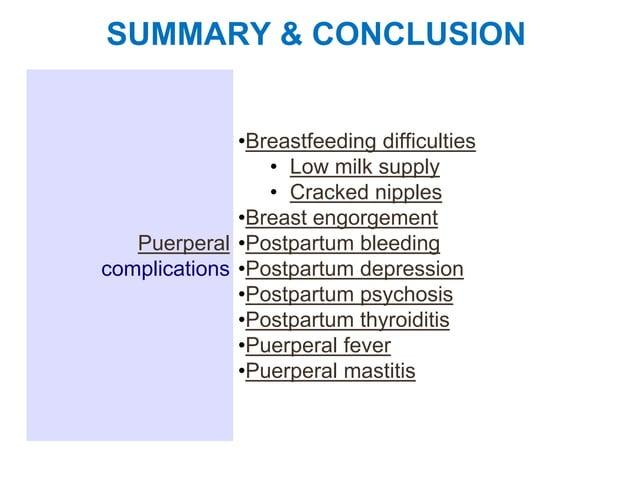 SUMMARY & CONCLUSION
Puerperal
complications
•Breastfeeding difficulties
• Low milk supply
• Cracked nipples
•Breast engorgement
•Postpartum bleeding
•Postpartum depression
•Postpartum psychosis
•Postpartum thyroiditis
•Puerperal fever
•Puerperal mastitis